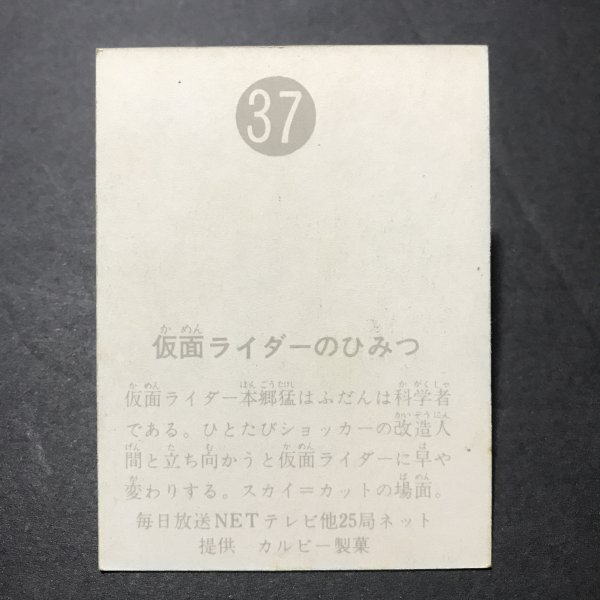 37
仮面ライダーのひみつ
仮面ライダー本郷猛はふだんは科学者
である。ひとたびショッカーの改造人
間と立ち向かうと仮面ライダーに早や
変わりする。スカイ=カットの場面。
毎日放送NETテレビ他25局ネット
提供 カルビー製菓